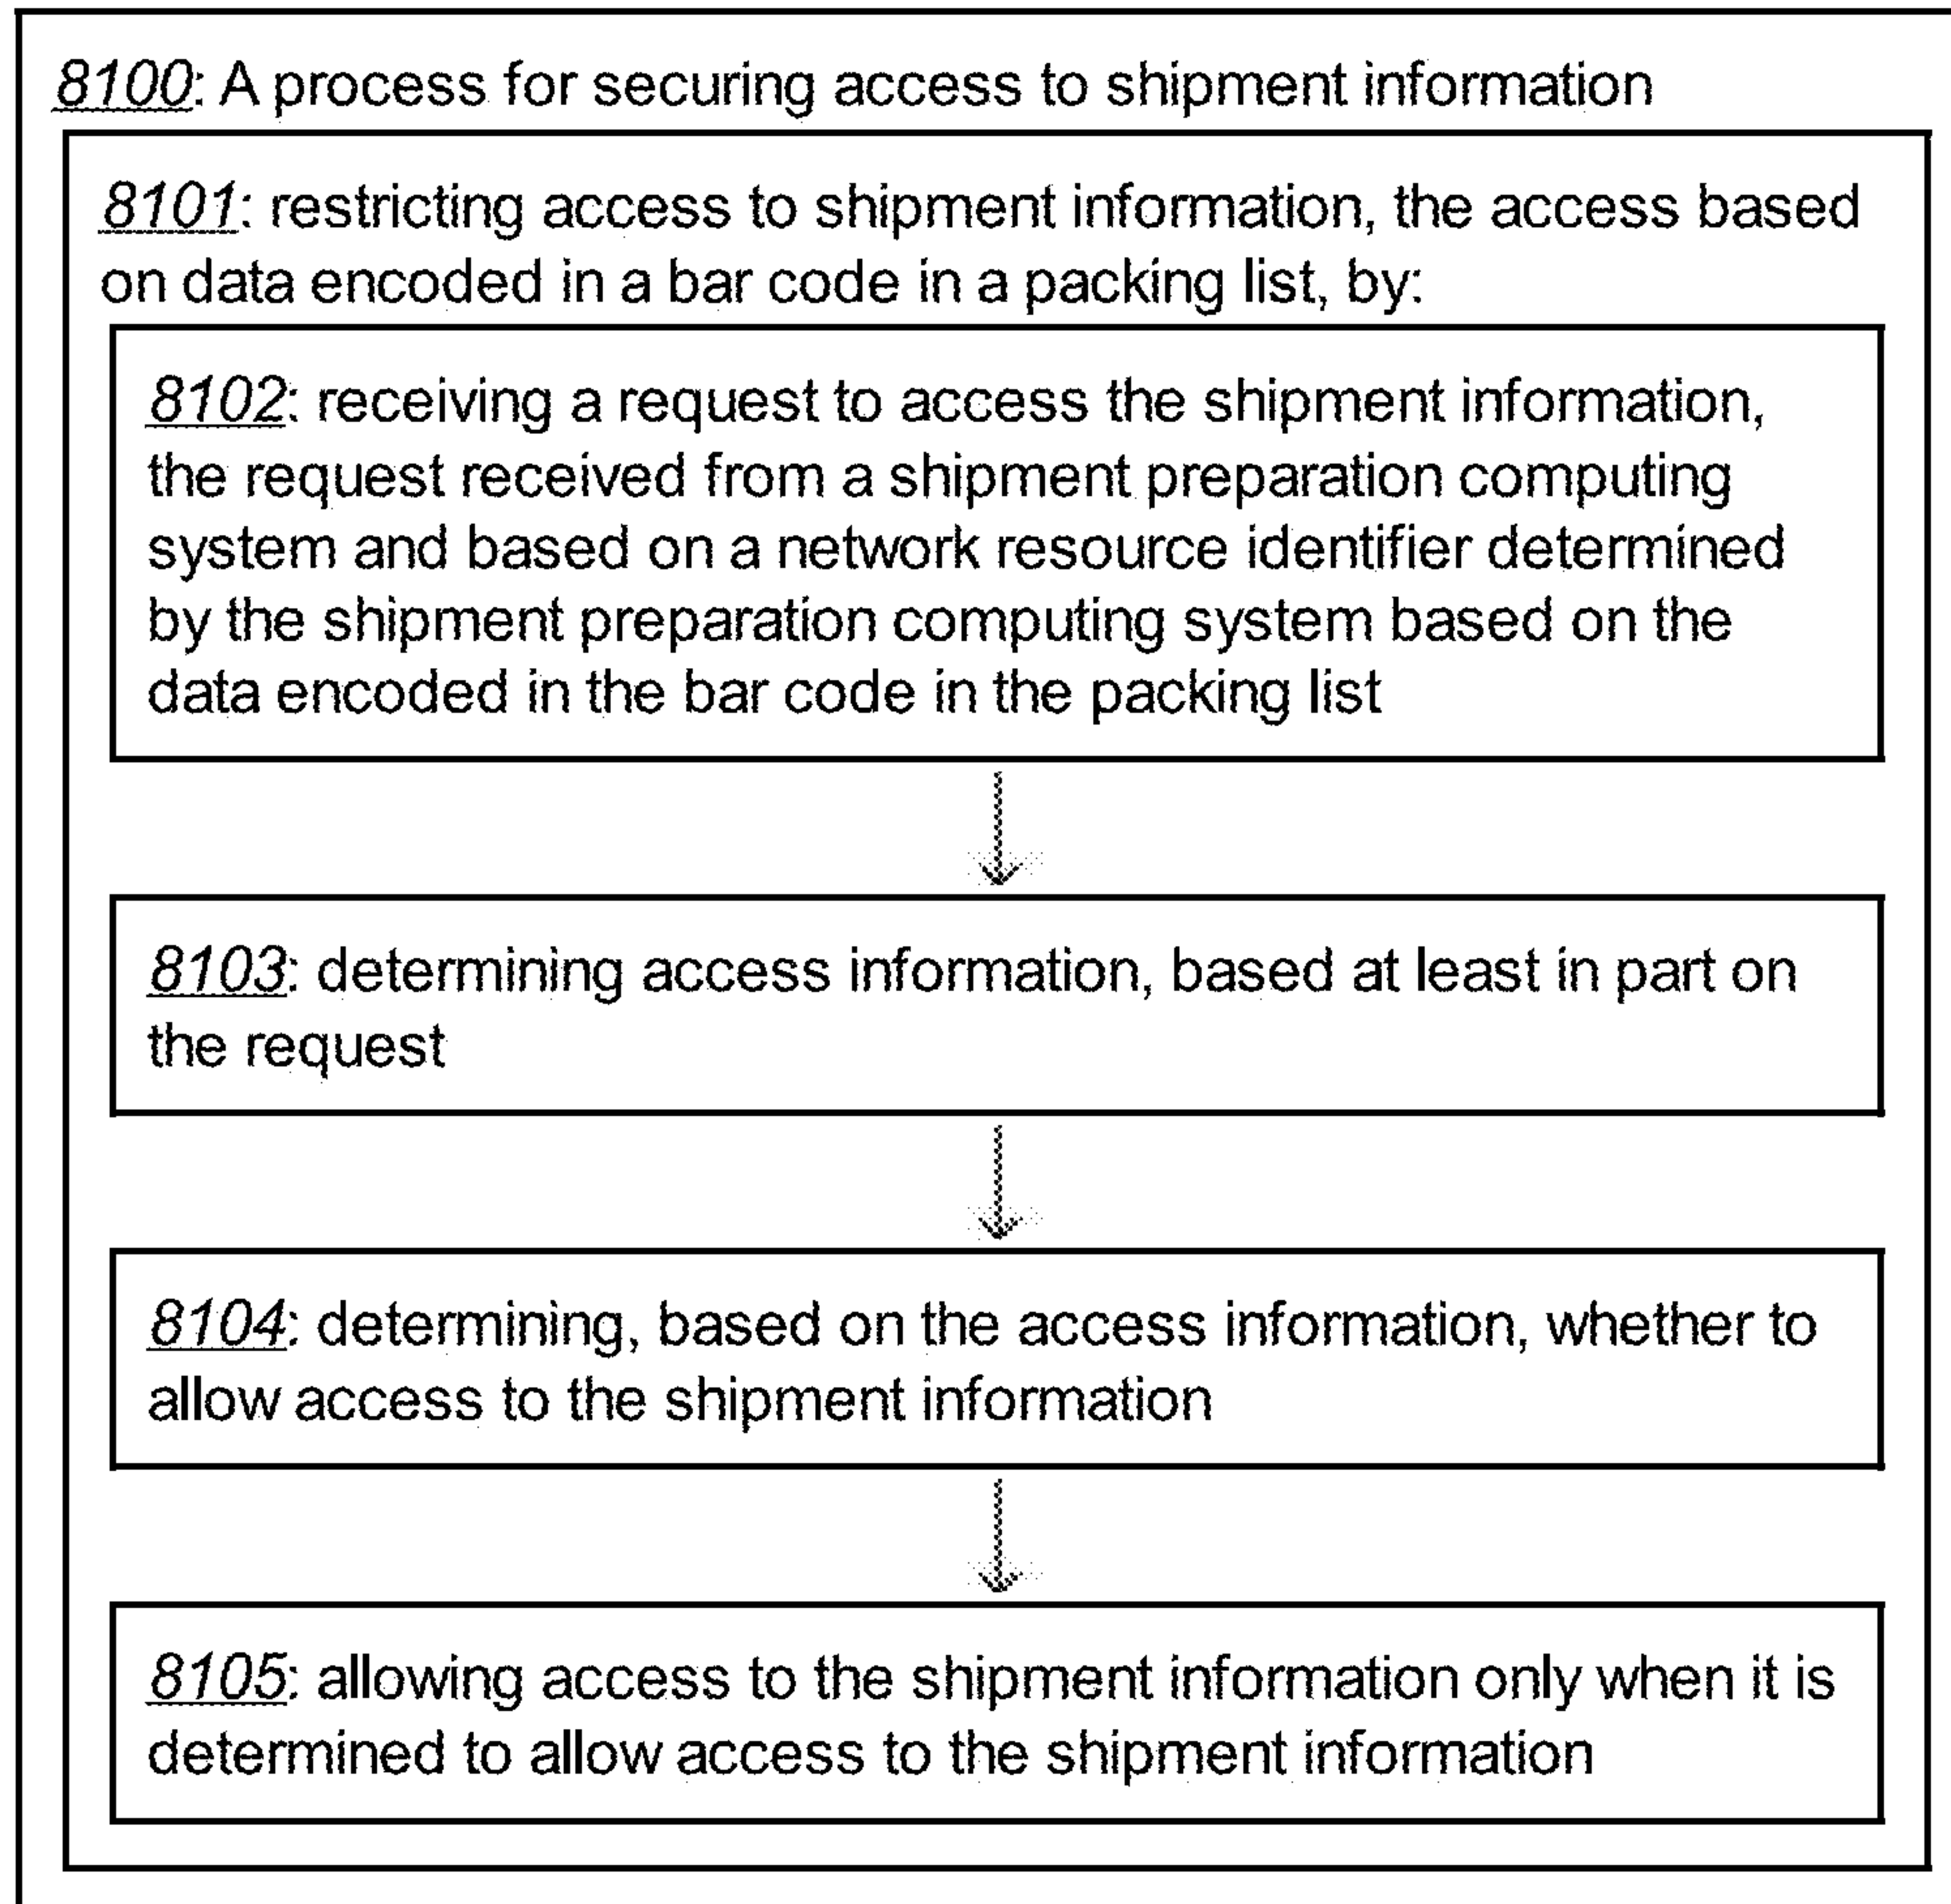 8100: A process for securing access to shipment information
8101: restricting access to shipment information, the access based
on data encoded in a bar code in a packing list, by:
8102: receiving a request to access the shipment information,
the request received from a shipment preparation computing
system and based on a network resource identifier determined
by the shipment preparation computing system based on the
data encoded in the bar code in the packing list
8103: determining access information, based at least in part on
the request
8104: determining, based on the access information, whether to
allow access to the shipment information
8105: allowing access to the shipment information only when it is
determined to allow access to the shipment information